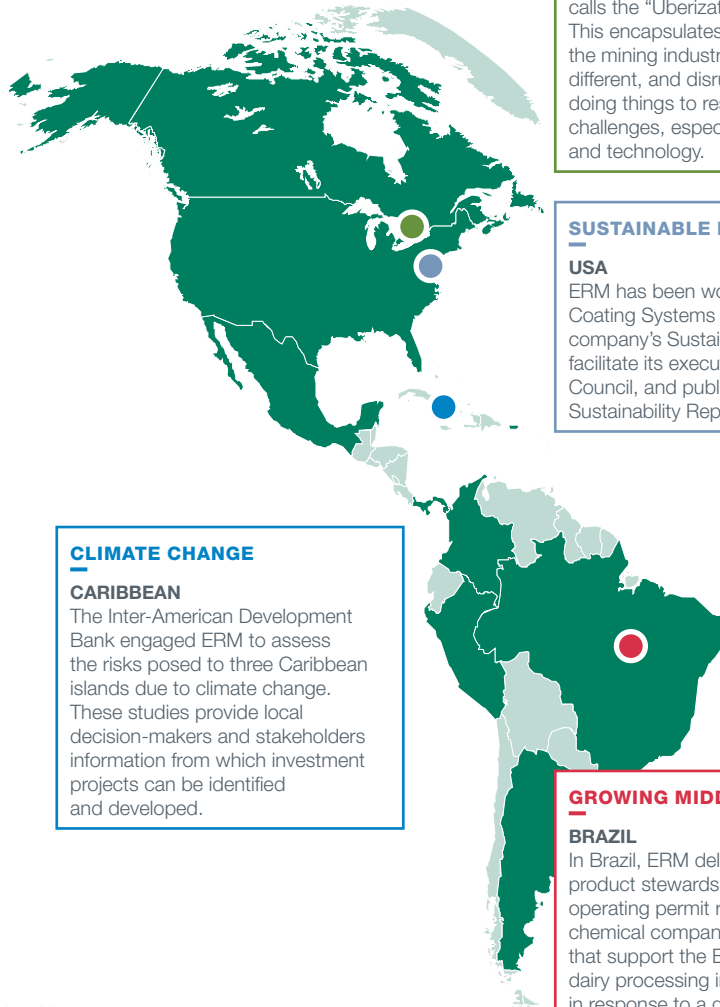 calls the “Uberizat
This encapsulates
the mining industr
different, and disru
doing things to res
challenges, espec
and technology.
SUSTAINABLE
USA
ERM has been wo
Coating Systems
company’s Sustai
facilitate its execu
Council, and publ
Sustainability Rep
CLIMATE CHANGE
CARIBBEAN
The Inter-American Development
Bank engaged ERM to assess
the risks posed to three Caribbean
islands due to climate change.
These studies provide local
decision-makers and stakeholders
information from which investment
projects can be identified
and developed.
GROWING MIDD
BRAZIL
In Brazil, ERM del
product stewards
operating permit r
chemical compan
that support the B
dairy processing i
in response to a